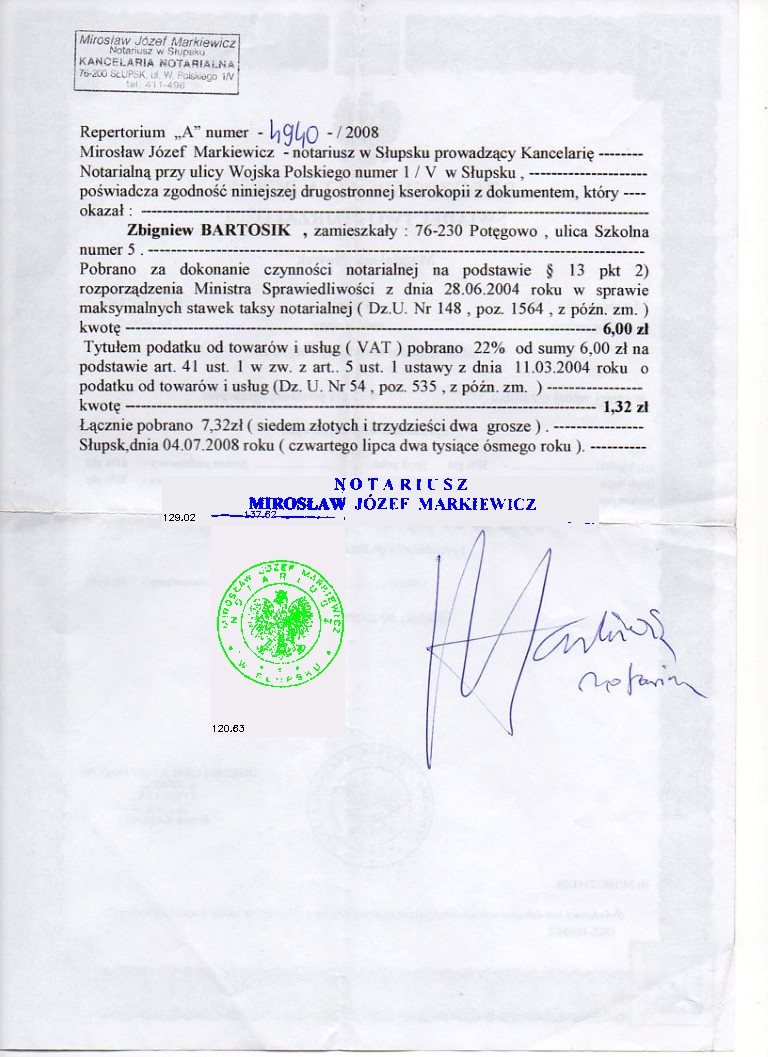 Mirosław Józef Markiewicz
Notariusz w Słupsku
KANCELARIA NOTARIALNA
76-200 SŁUPSK, ul. W. Polskiego 1/V
tel. 411-496
Repertorium „A” numer - 4940 - / 2008
Mirosław Józef Markiewicz - notariusz w Słupsku prowadzący Kancelarię --------
Notarialną przy ulicy Wojska Polskiego numer 1 / V w Słupsku , ------------------
poświadcza zgodność niniejszej drugostronnej kserokopii z dokumentem, który ----
okazał : ----------------------------------------------------------------------------
Zbigniew BARTOSIK , zamieszkały : 76-230 Potęgowo , ulica Szkolna
numer 5 . ---------------------------------------------------------------------------
Pobrano za dokonanie czynności notarialnej na podstawie § 13 pkt 2)
rozporządzenia Ministra Sprawiedliwości z dnia 28.06.2004 roku w sprawie
maksymalnych stawek taksy notarialnej ( Dz.U. Nr 148 , poz. 1564 , z późn. zm. )
kwotę ---------------------------------------------------------------------- 6,00 zł
Tytułem podatku od towarów i usług ( VAT ) pobrano 22% od sumy 6,00 zł na
podstawie art. 41 ust. 1 w zw. z art.. 5 ust. 1 ustawy z dnia 11.03.2004 roku o
podatku od towarów i usług (Dz. U. Nr 54 , poz. 535 , z późn. zm. ) ---------------
kwotę ---------------------------------------------------------------------- 1,32 zł
Łącznie pobrano 7,32zł ( siedem złotych i trzydzieści dwa grosze ) . --------------
Słupsk,dnia 04.07.2008 roku ( czwartego lipca dwa tysiące ósmego roku ). ---------
NOTARIUSZ
MIROSŁAW JÓZEF MARKIEWICZ
129.02 137.62
MIROSŁAW JÓZEF MARKIEWICZ
NOTARIUSZ
W SŁUPSKU
notariusz
120.63